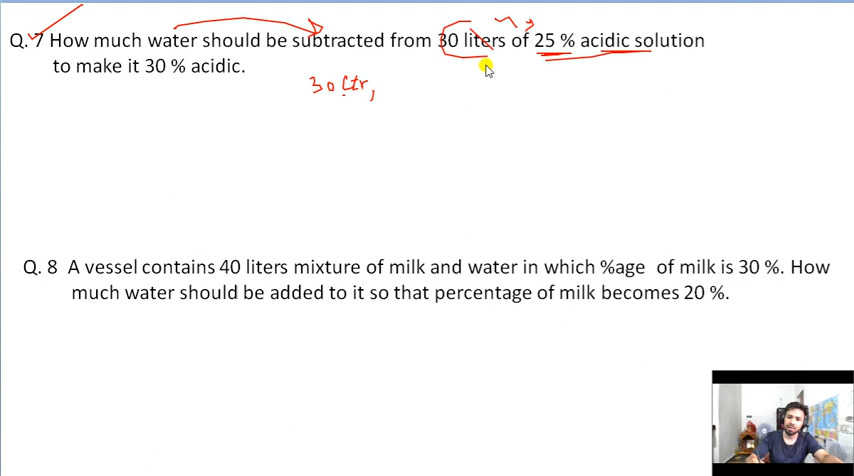 Q. 7 How much water should be subtracted from 30 liters of 25 % acidic solution
to make it 30 % acidic.
30 Ltr,
Q. 8 A vessel contains 40 liters mixture of milk and water in which %age of milk is 30 %. How
much water should be added to it so that percentage of milk becomes 20 %.